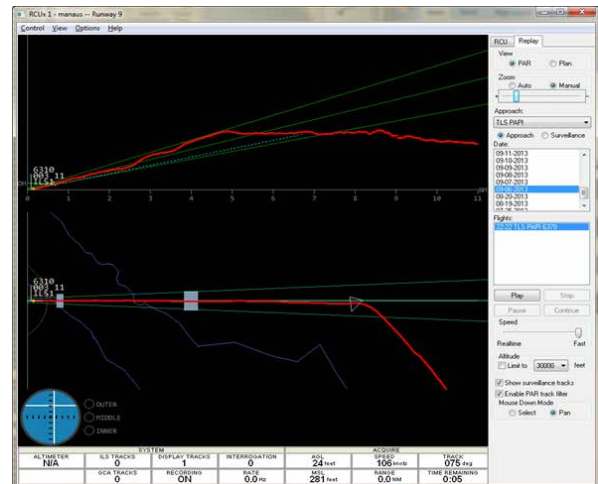 RCUx 1 - manaus - Runway 9
Control View Options Help
RCU Replay
View
PAR Plan
Zoom
Auto Manual
Approach:
TLS PAPI
Approach Surveillance
Date:
09-11-2013
09-10-2013
09-09-2013
09-08-2013
09-07-2013
09-06-2013
08-20-2013
08-19-2013
Flights:
22:22 TLS PAPI 6370
Play Stop
Pause Continue
Speed
Realtime Fast
Altitude
Limit to 30000 feet
Show surveillance tracks
Enable PAR track filter
Mouse Down Mode
Select Pan
6310
003 11
DH
0 1 2 3 4 5 6 7 8 9 10 11
6310
003 11
OUTER
MIDDLE
INNER
SYSTEM ACQUIRE
ALTIMETER ILS TRACKS DISPLAY TRACKS INTERROGATION AGL SPEED TRACK
N/A 0 1 0 24 feet 106 knots 075 deg
GCA TRACKS RECORDING RATE MSL RANGE TIME REMAINING
0 ON 0.0 Hz 281 feet 0.0 NM 0:05